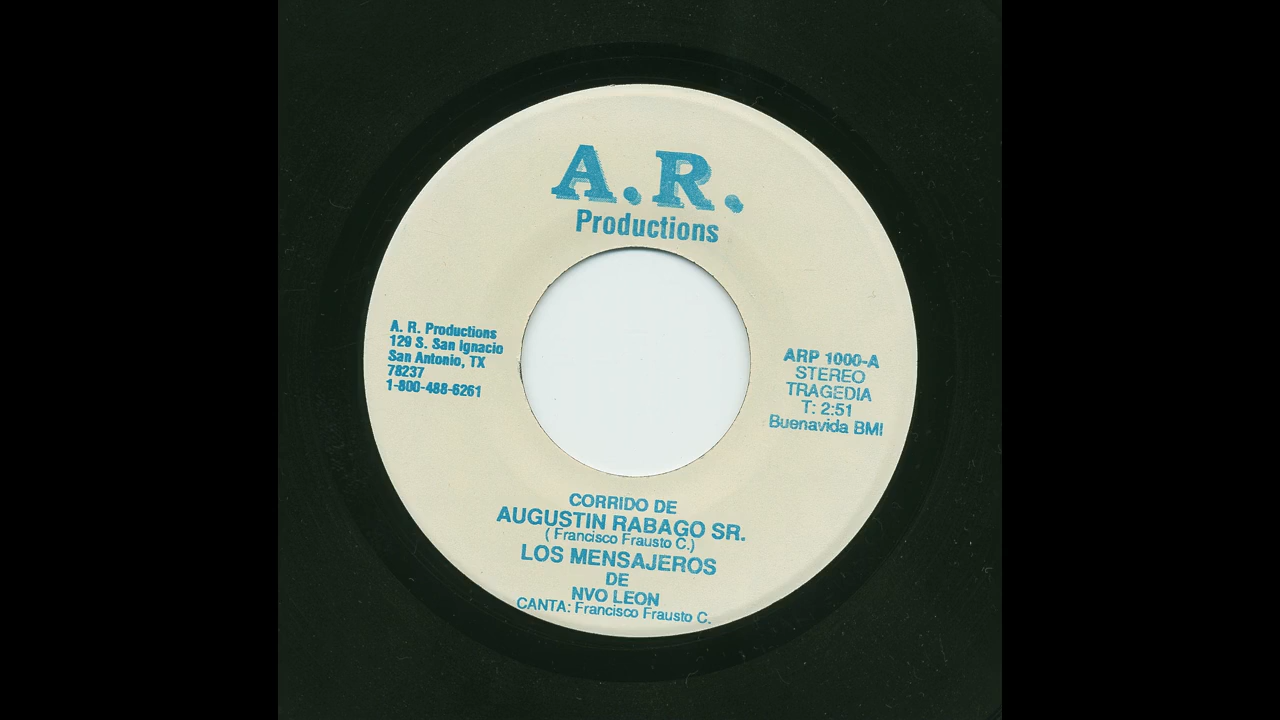 A.R.
Productions
A. R. Productions
129 S. San Ignacio
San Antonio, TX
78237
1-800-488-6261
ARP 1000-A
STEREO
TRAGEDIA
T: 2:51
Buenavida BMI
CORRIDO DE
AUGUSTIN RABAGO SR.
( Francisco Frausto C.)
LOS MENSAJEROS
DE
NVO LEON
CANTA: Francisco Frausto C.